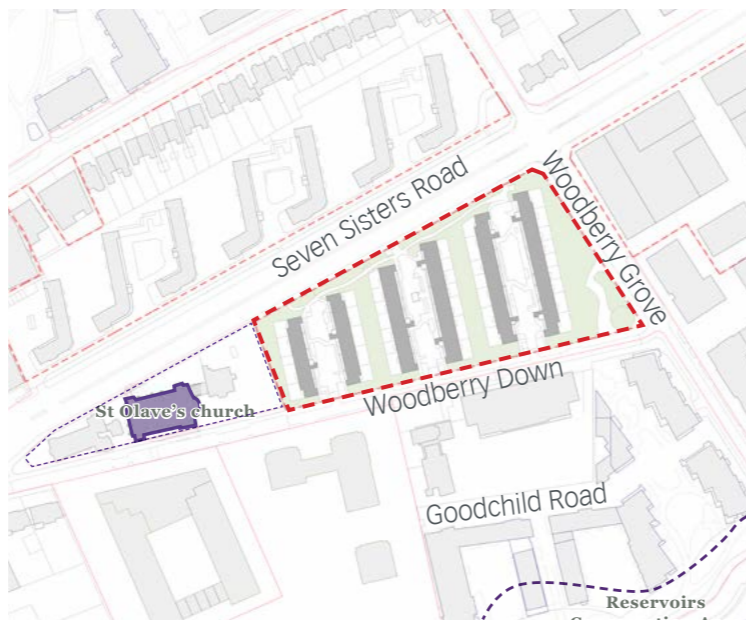 Seven Sisters Road
Woodberry Grove
Woodberry Down
St Olave's church
Goodchild Road
Reservoirs